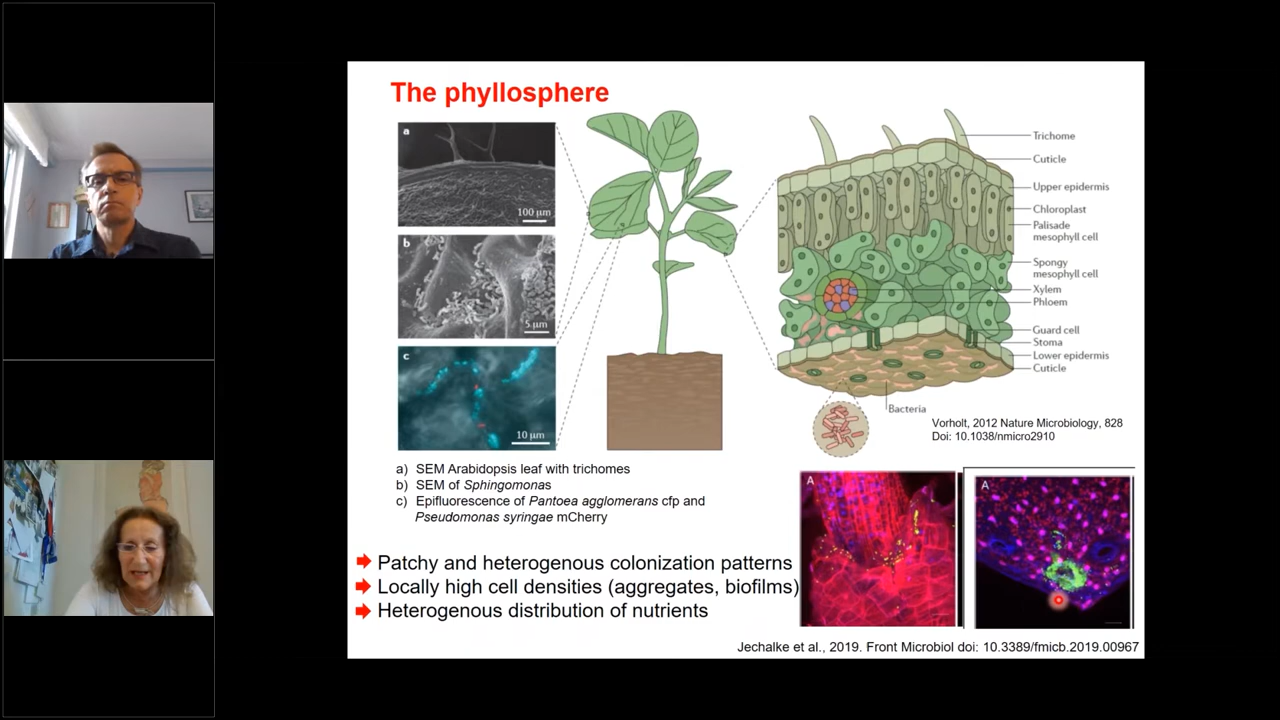 The phyllosphere
a
100 µm
b
5 µm
c
10 µm
Trichome
Cuticle
Upper epidermis
Chloroplast
Palisade
mesophyll cell
Spongy
mesophyll cell
Xylem
Phloem
Guard cell
Stoma
Lower epidermis
Cuticle
Bacteria
Vorholt, 2012 Nature Microbiology, 828
Doi: 10.1038/nmicro2910
a) SEM Arabidopsis leaf with trichomes
b) SEM of Sphingomonas
c) Epifluorescence of Pantoea agglomerans cfp and
Pseudomonas syringae mCherry
A
A
Patchy and heterogenous colonization patterns
Locally high cell densities (aggregates, biofilms)
Heterogenous distribution of nutrients
Jechalke et al., 2019. Front Microbiol doi: 10.3389/fmicb.2019.00967